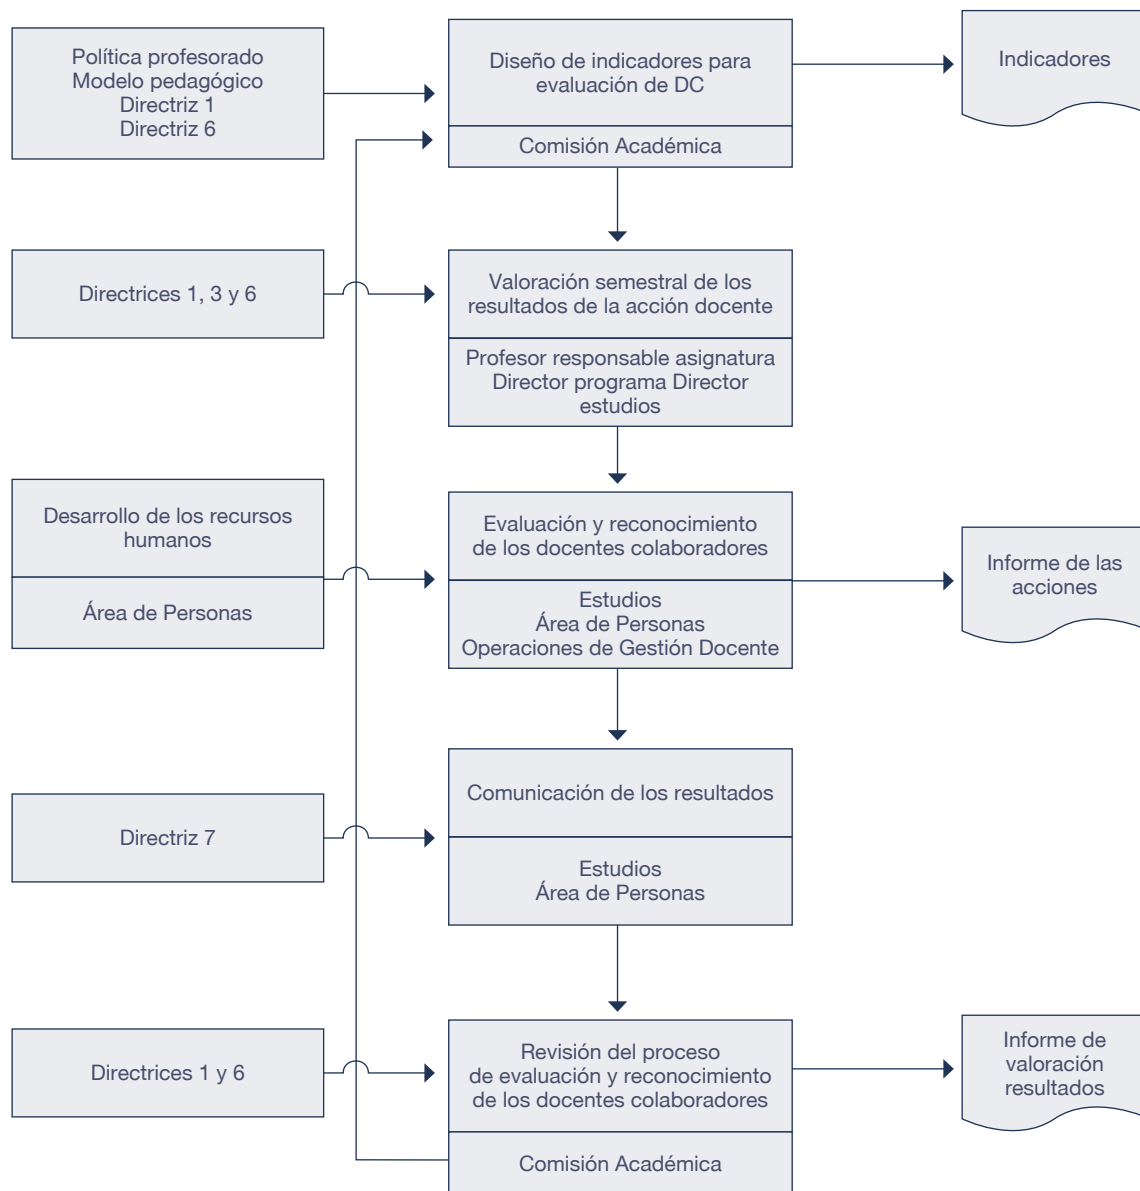 Política profesorado
Modelo pedagógico
Directriz 1
Directriz 6
Diseño de indicadores para
evaluación de DC
Comisión Académica
Indicadores
Directrices 1, 3 y 6
Valoración semestral de los
resultados de la acción docente
Profesor responsable asignatura
Director programa Director
estudios
Desarrollo de los recursos
humanos
Área de Personas
Evaluación y reconocimiento
de los docentes colaboradores
Estudios
Área de Personas
Operaciones de Gestión Docente
Informe de las
acciones
Directriz 7
Comunicación de los resultados
Estudios
Área de Personas
Directrices 1 y 6
Revisión del proceso
de evaluación y reconocimiento
de los docentes colaboradores
Comisión Académica
Informe de
valoración
resultados